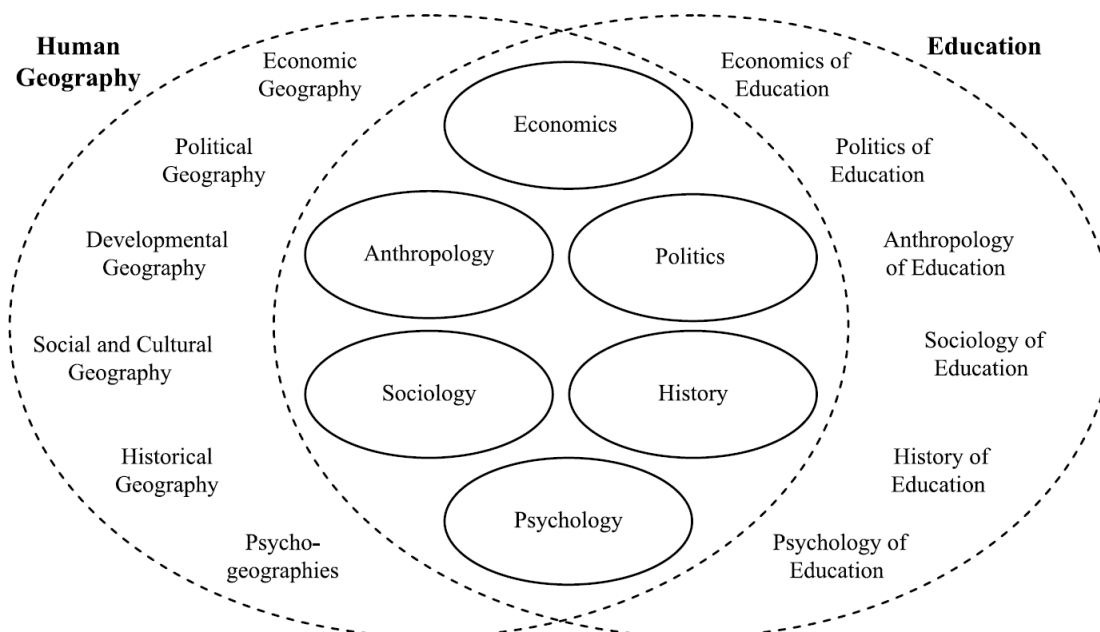 Human
Geography
Economic
Geography
Political
Geography
Developmental
Geography
Social and Cultural
Geography
Historical
Geography
Psycho-
geographies
Economics
Anthropology
Politics
Sociology
History
Psychology
Education
Economics of
Education
Politics of
Education
Anthropology
of Education
Sociology of
Education
History of
Education
Psychology of
Education